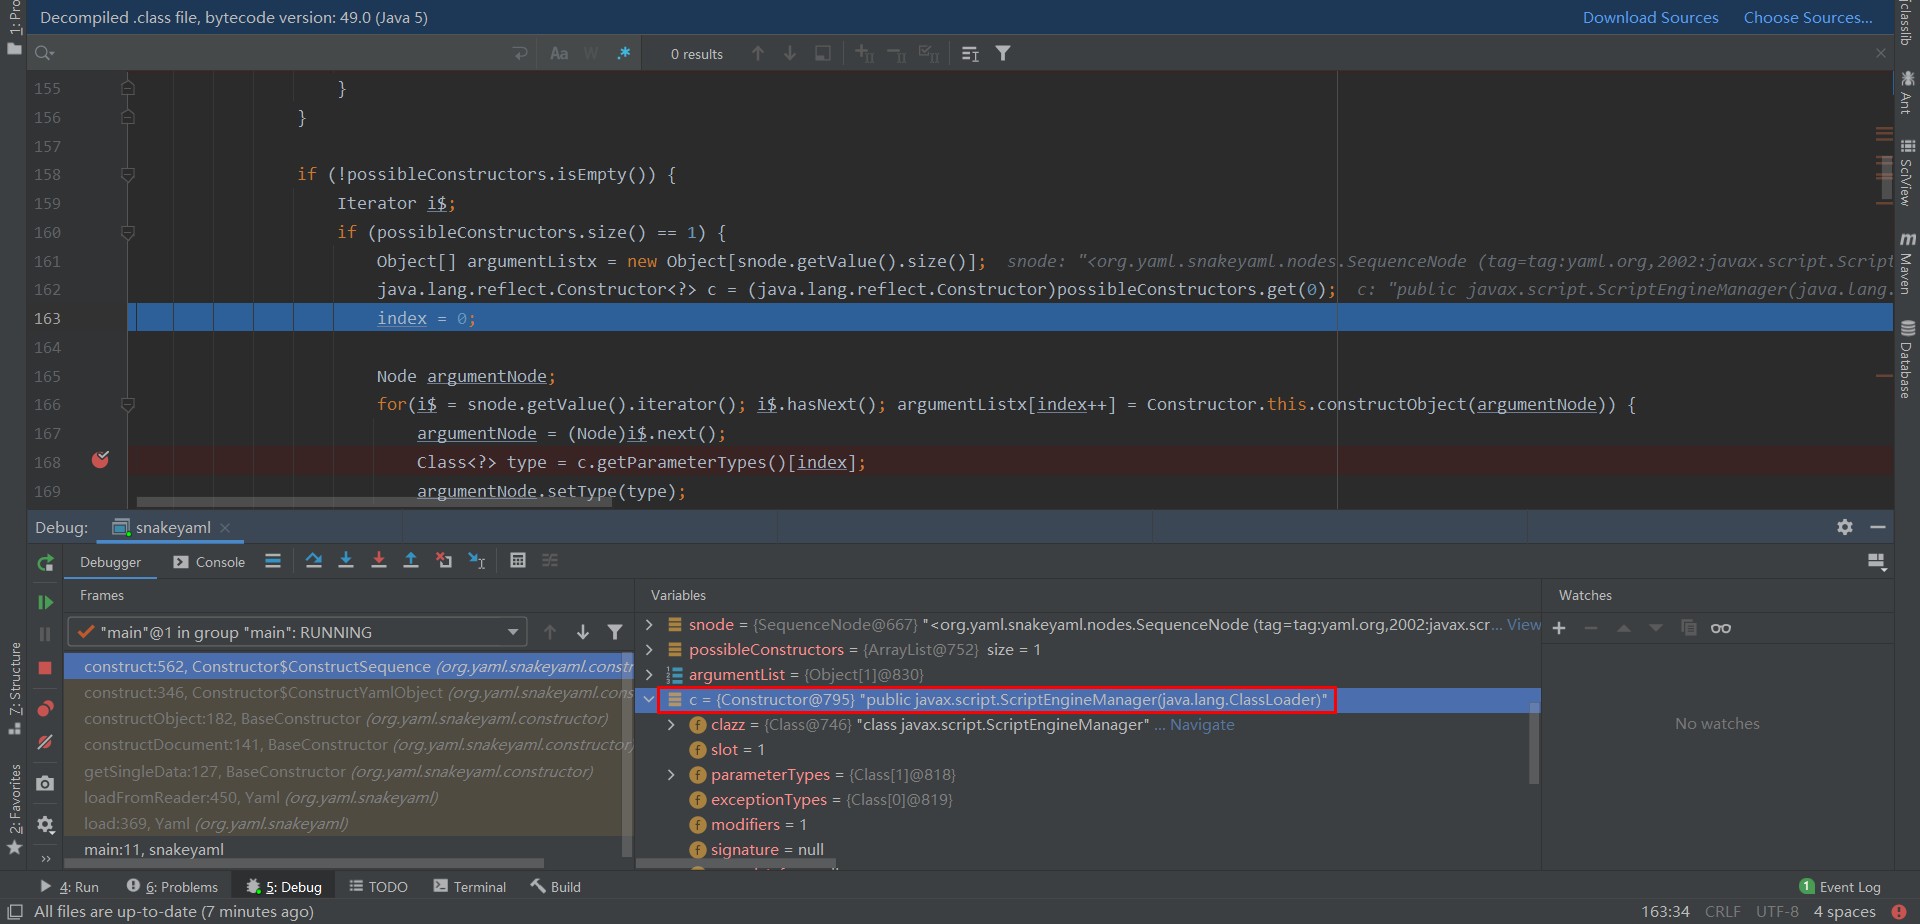 Decompiled .class file, bytecode version: 49.0 (Java 5)
Download Sources
Choose Sources...
Aa W .* 0 results
155 }
156 }
157
158 if (!possibleConstructors.isEmpty()) {
159 Iterator i$;
160 if (possibleConstructors.size() == 1) {
161 Object[] argumentListx = new Object[snode.getValue().size()]; snode: "<org.yaml.snakeyaml.nodes.SequenceNode (tag=tag:yaml.org,2002:javax.script.Script
162 java.lang.reflect.Constructor<?> c = (java.lang.reflect.Constructor)possibleConstructors.get(0); c: "public javax.script.ScriptEngineManager(java.lang.
163 index = 0;
164
165 Node argumentNode;
166 for(i$ = snode.getValue().iterator(); i$.hasNext(); argumentListx[index++] = Constructor.this.constructObject(argumentNode)) {
167 argumentNode = (Node)i$.next();
168 Class<?> type = c.getParameterTypes()[index];
169 argumentNode.setType(type);
1: Pro
7: Structure
2: Favorites
jclasslib
Ant
SciView
Maven
Database
Debug: snakeyaml
Debugger
Console
Frames
"main"@1 in group "main": RUNNING
construct:562, Constructor$ConstructSequence (org.yaml.snakeyaml.constr
construct:346, Constructor$ConstructYamlObject (org.yaml.snakeyaml.cons
constructObject:182, BaseConstructor (org.yaml.snakeyaml.constructor)
constructDocument:141, BaseConstructor (org.yaml.snakeyaml.constructor)
getSingleData:127, BaseConstructor (org.yaml.snakeyaml.constructor)
loadFromReader:450, Yaml (org.yaml.snakeyaml)
load:369, Yaml (org.yaml.snakeyaml)
main:11, snakeyaml
Variables
snode = {SequenceNode@667} "<org.yaml.snakeyaml.nodes.SequenceNode (tag=tag:yaml.org,2002:javax.scr... View
possibleConstructors = {ArrayList@752} size = 1
argumentList = {Object[1]@830}
c = {Constructor@795} "public javax.script.ScriptEngineManager(java.lang.ClassLoader)"
clazz = {Class@746} "class javax.script.ScriptEngineManager" ... Navigate
slot = 1
parameterTypes = {Class[1]@818}
exceptionTypes = {Class[0]@819}
modifiers = 1
signature = null
Watches
No watches
4: Run
6: Problems
5: Debug
TODO
Terminal
Build
1 Event Log
All files are up-to-date (7 minutes ago)
163:34 CRLF UTF-8 4 spaces